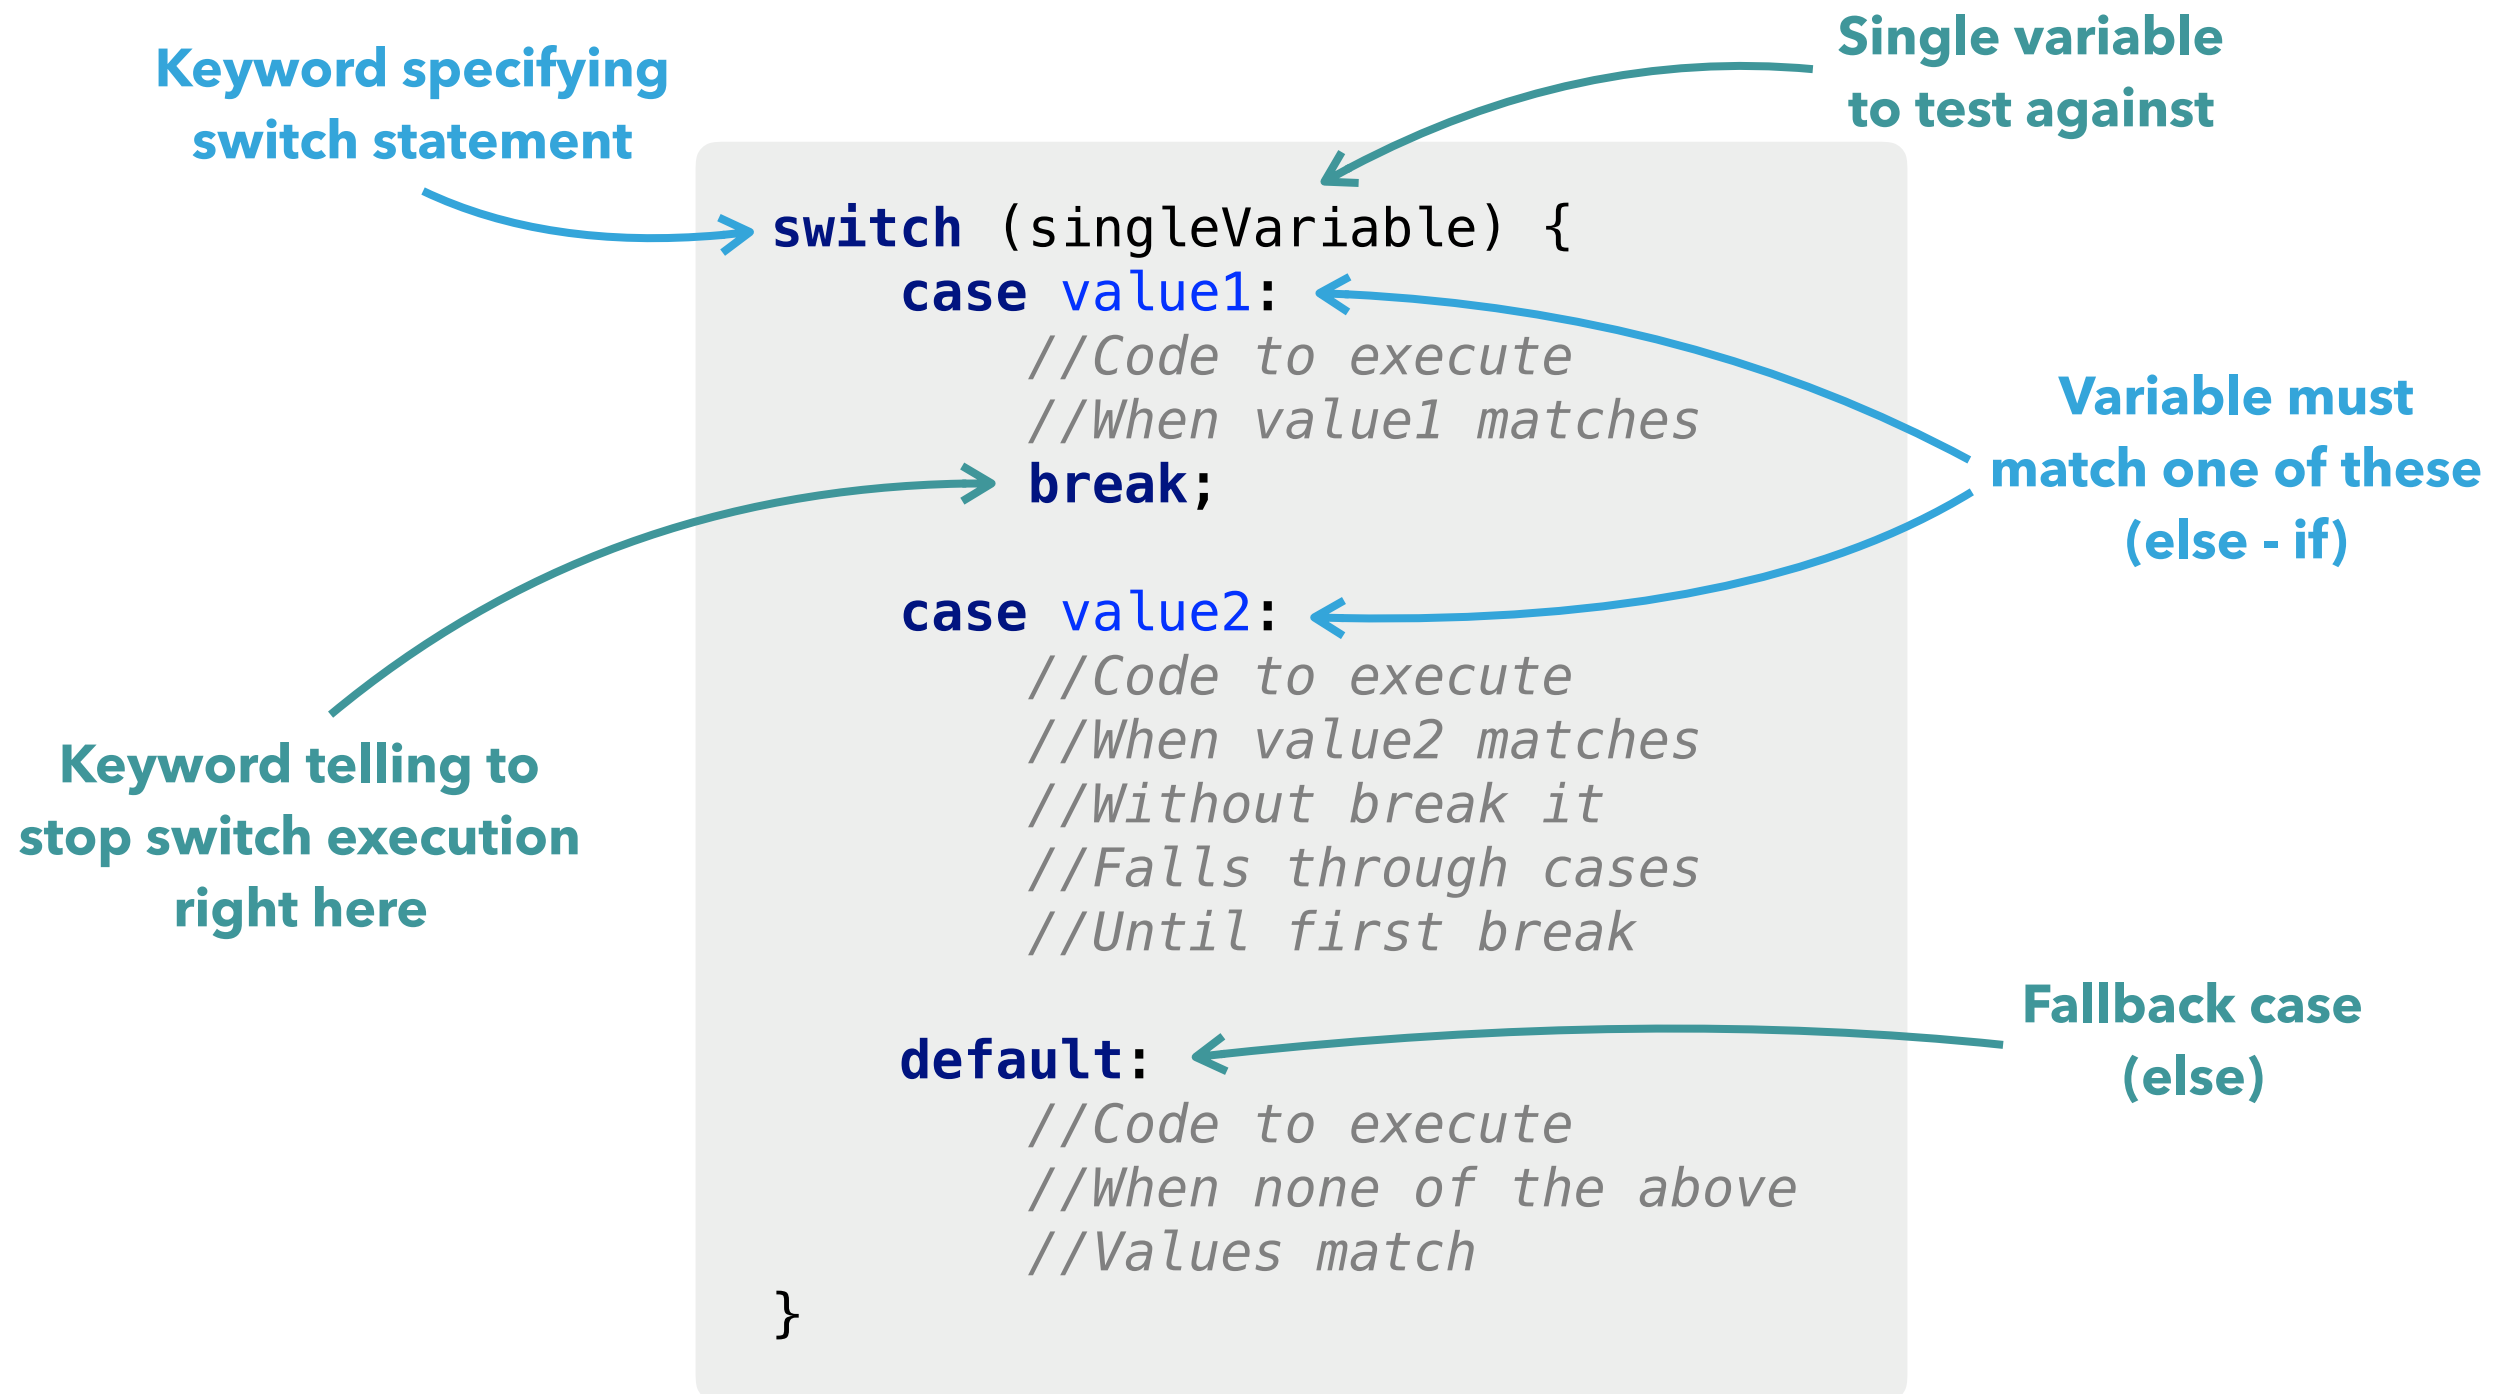 Keyword specifying
switch statement
Single variable
to test against
switch (singleVariable) {
case value1:
//Code to execute
//When value1 matches
break;
Variable must
match one of these
(else - if)
case value2:
//Code to execute
//When value2 matches
//Without break it
//Falls through cases
//Until first break
Keyword telling to
stop switch execution
right here
default:
//Code to execute
//When none of the above
//Values match
}
Fallback case
(else)